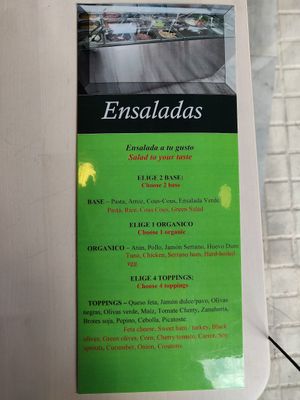 Ensaladas
Ensalada a tu gusto
Salad to your taste
ELIGE 2 BASE:
Choose 2 base
BASE – Pasta, Arroz, Cous-Cous, Ensalada Verde
Pasta, Rice, Cous Cous, Green Salad
ELIGE 1 ORGANICO
Choose 1 organic
ORGANICO – Atún, Pollo, Jamón Serrano, Huevo Duro
Tuna, Chicken, Serrano ham, Hard-boiled
egg
ELIGE 4 TOPPINGS:
Choose 4 toppings
TOPPINGS – Queso feta, Jamón dulce/pavo, Olivas
negras, Olivas verdes, Maíz, Tomate Cherry, Zanahoria,
Brotes soja, Pepino, Cebolla, Picatoste
Feta cheese, Sweet ham / turkey, Black
olives, Green olives, Corn, Cherry tomato, Carrot, Soy
sprouts, Cucumber, Onion, Croutons